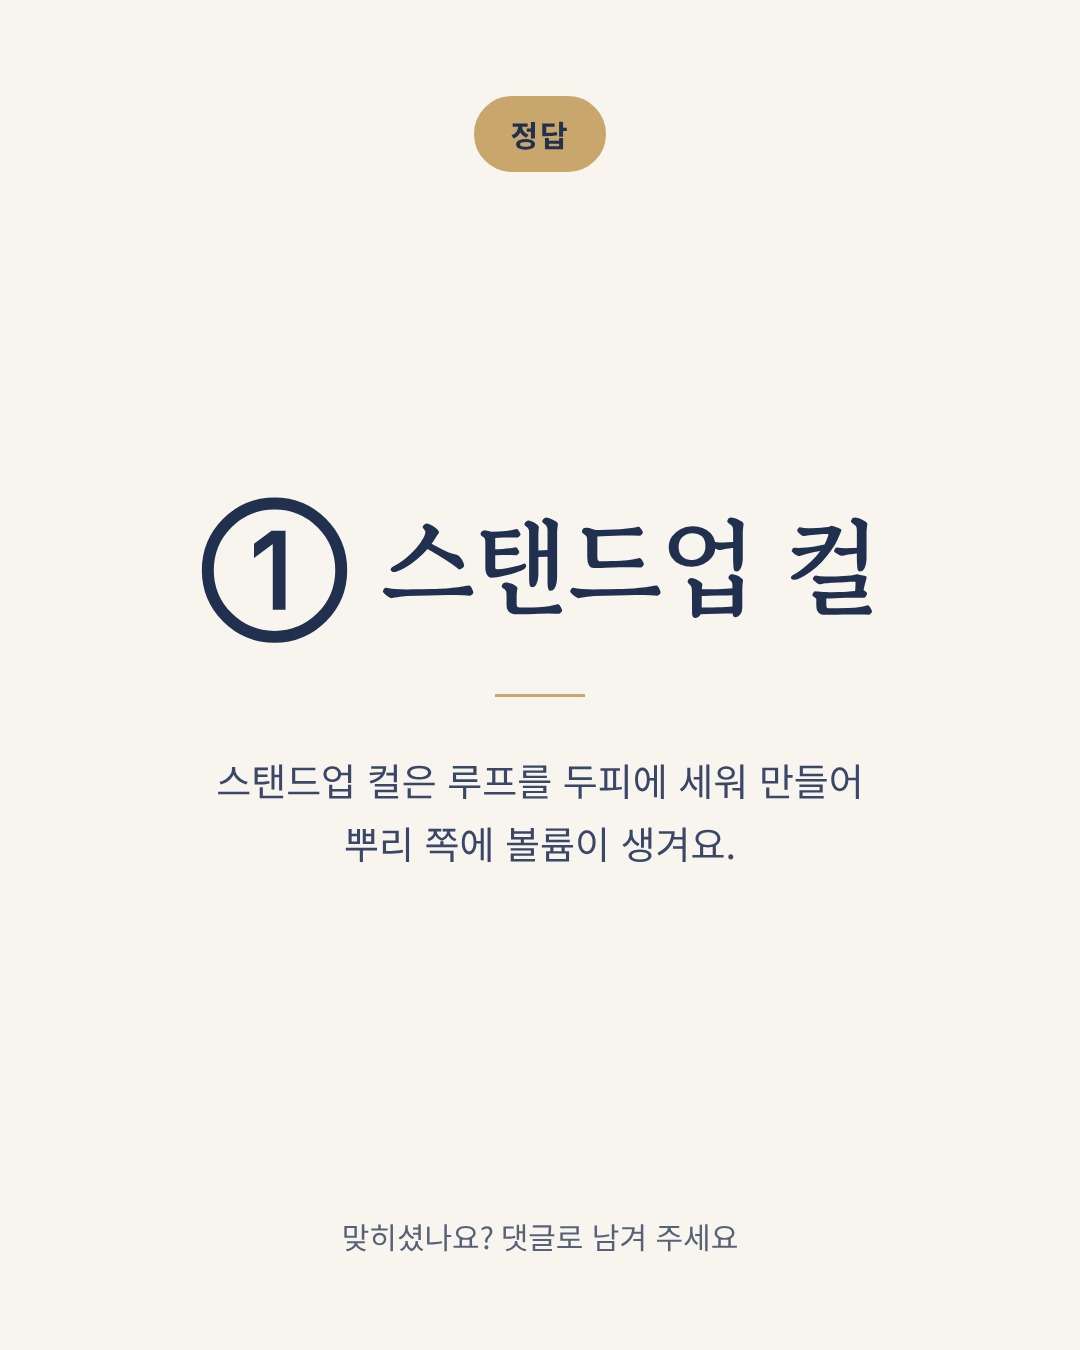 정답
① 스탠드업 컬
스탠드업 컬은 루프를 두피에 세워 만들어
뿌리 쪽에 볼륨이 생겨요.
맞히셨나요? 댓글로 남겨 주세요